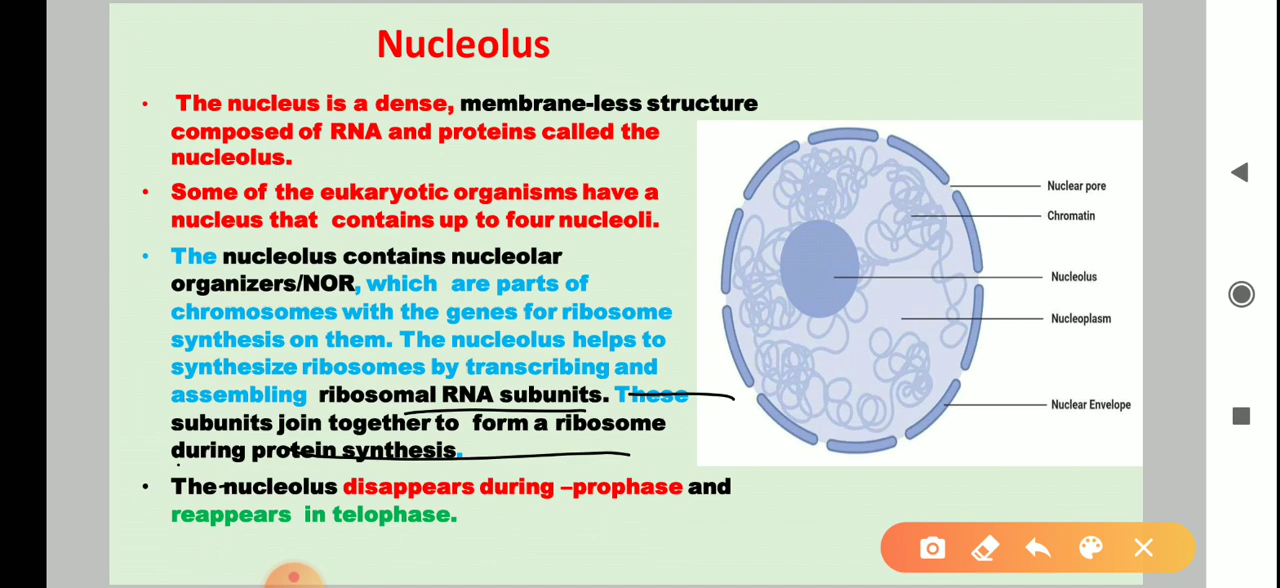 Nucleolus
• The nucleus is a dense, membrane-less structure
composed of RNA and proteins called the
nucleolus.
• Some of the eukaryotic organisms have a
nucleus that contains up to four nucleoli.
• The nucleolus contains nucleolar
organizers/NOR, which are parts of
chromosomes with the genes for ribosome
synthesis on them. The nucleolus helps to
synthesize ribosomes by transcribing and
assembling ribosomal RNA subunits. These
subunits join together to form a ribosome
during protein synthesis.
• The nucleolus disappears during –prophase and
reappears in telophase.
Nuclear pore
Chromatin
Nucleolus
Nucleoplasm
Nuclear Envelope